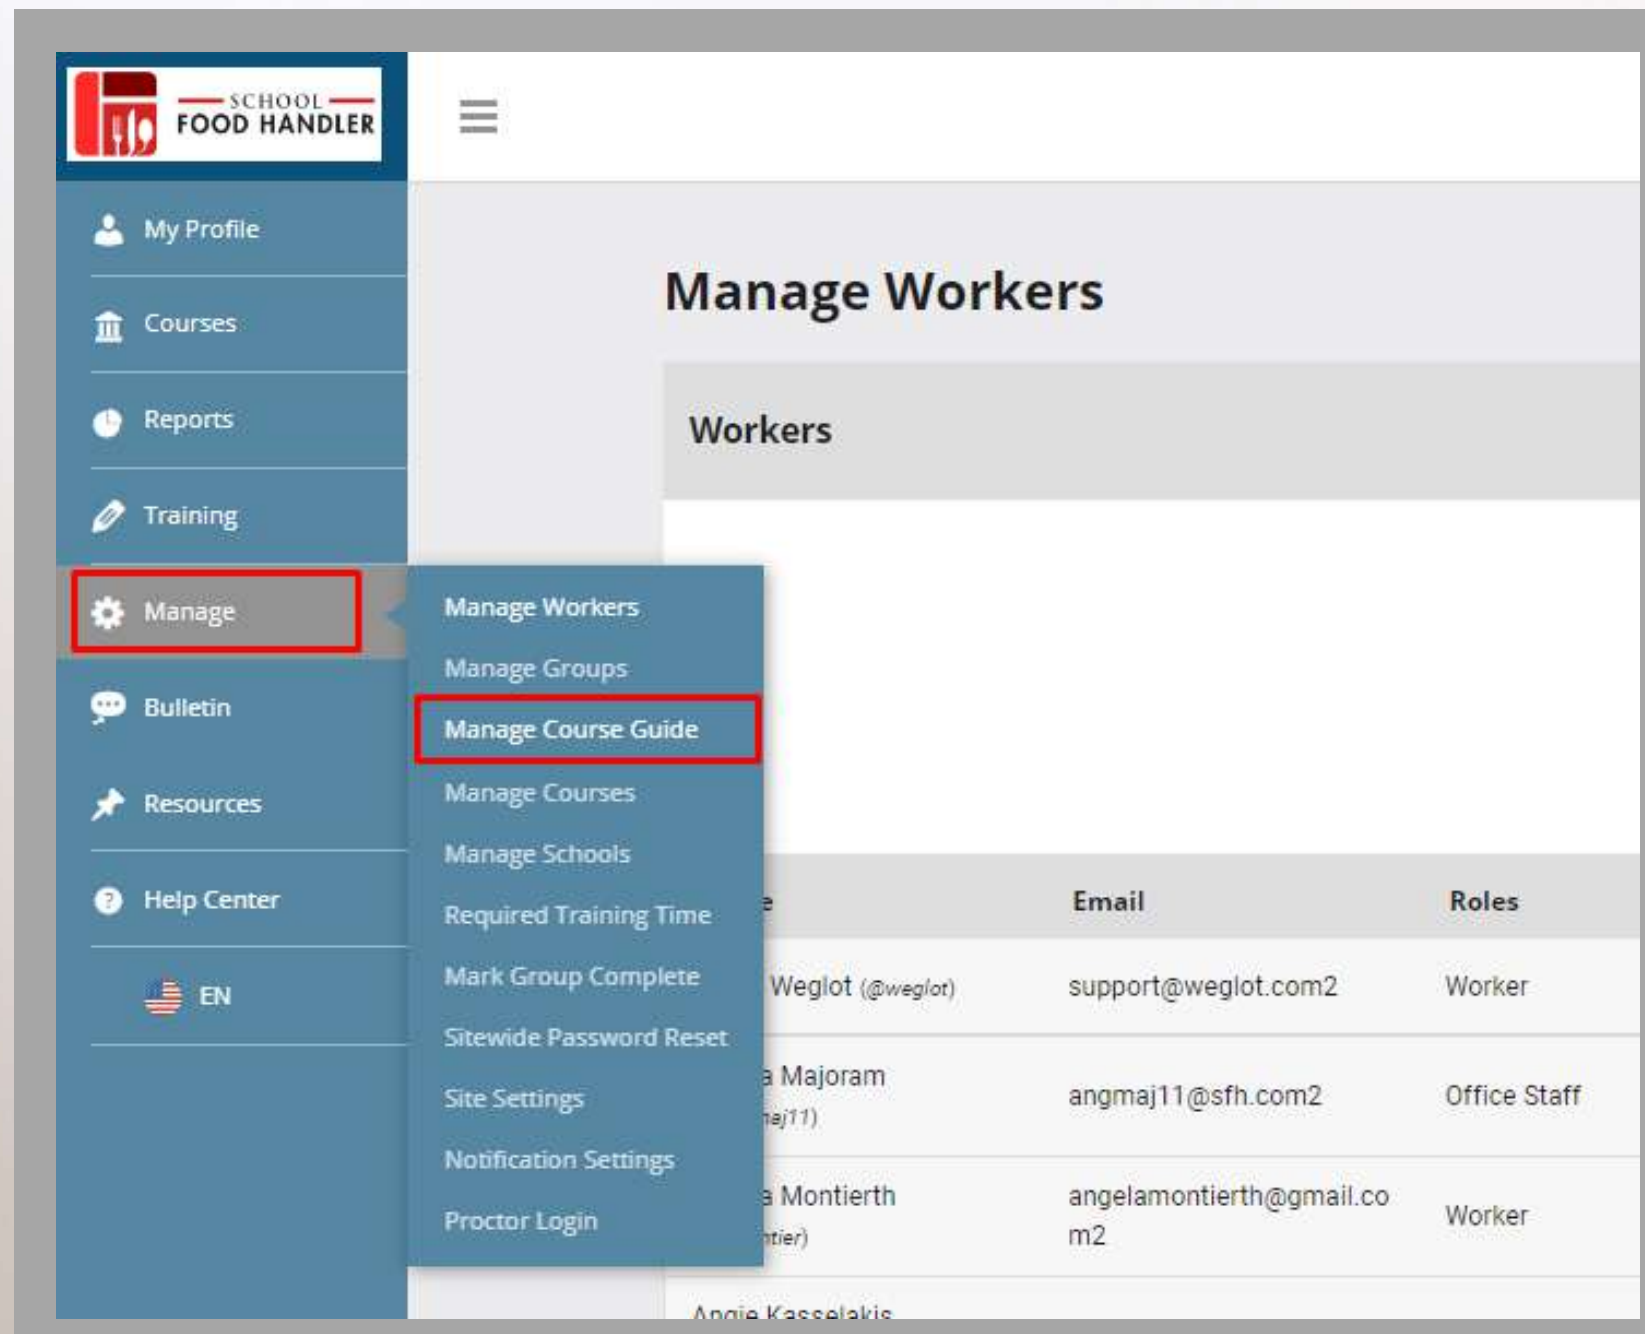 SCHOOL
FOOD HANDLER
My Profile
Courses
Reports
Training
Manage
Bulletin
Resources
Help Center
EN
Manage Workers
Manage Groups
Manage Course Guide
Manage Courses
Manage Schools
Required Training Time
Mark Group Complete
Sitewide Password Reset
Site Settings
Notification Settings
Proctor Login
Manage Workers
Workers
Email Roles
Weglot (@weglot) support@weglot.com2 Worker
Majoram
angmaj11@sfh.com2 Office Staff
Montierth
angelamontierth@gmail.co
m2
Worker
Angie Kasselakis